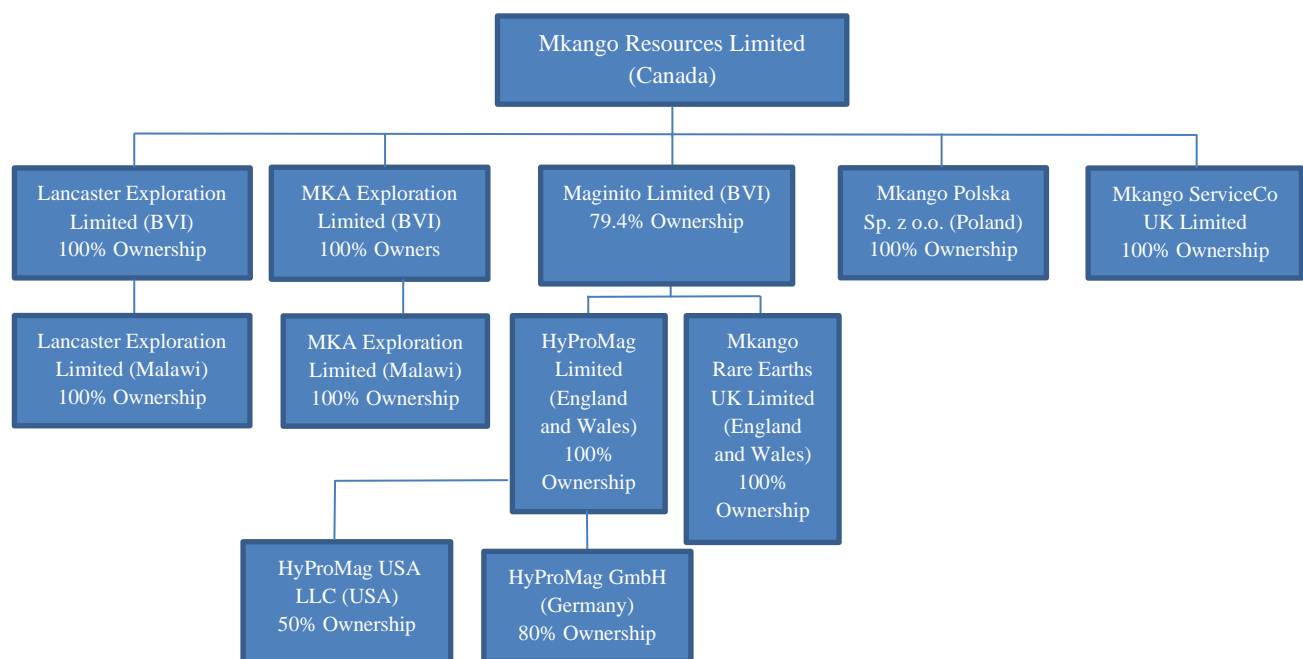 Mkango Resources Limited
(Canada)
Lancaster Exploration
Limited (BVI)
100% Ownership
MKA Exploration
Limited (BVI)
100% Owners
Maginito Limited (BVI)
79.4% Ownership
Mkango Polska
Sp. z o.o. (Poland)
100% Ownership
Mkango ServiceCo
UK Limited
100% Ownership
Lancaster Exploration
Limited (Malawi)
100% Ownership
MKA Exploration
Limited (Malawi)
100% Ownership
HyProMag
Limited
(England
and Wales)
100%
Ownership
Mkango
Rare Earths
UK Limited
(England
and Wales)
100%
Ownership
HyProMag USA
LLC (USA)
50% Ownership
HyProMag GmbH
(Germany)
80% Ownership